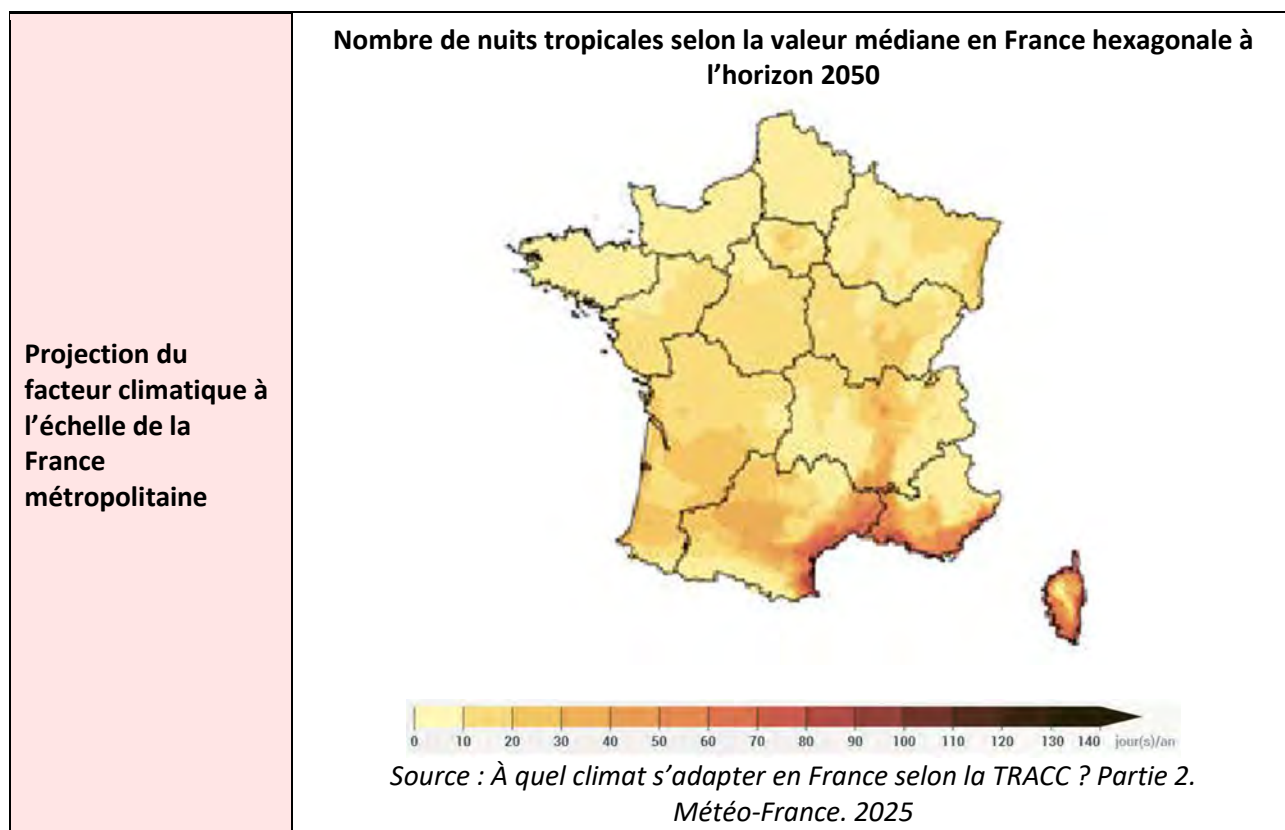 Nombre de nuits tropicales selon la valeur médiane en France hexagonale à
l’horizon 2050
Projection du
facteur climatique à
l’échelle de la
France
métropolitaine
0 10 20 30 40 50 60 70 80 90 100 110 120 130 140 jour(s)/an
Source : À quel climat s’adapter en France selon la TRACC ? Partie 2.
Météo-France. 2025